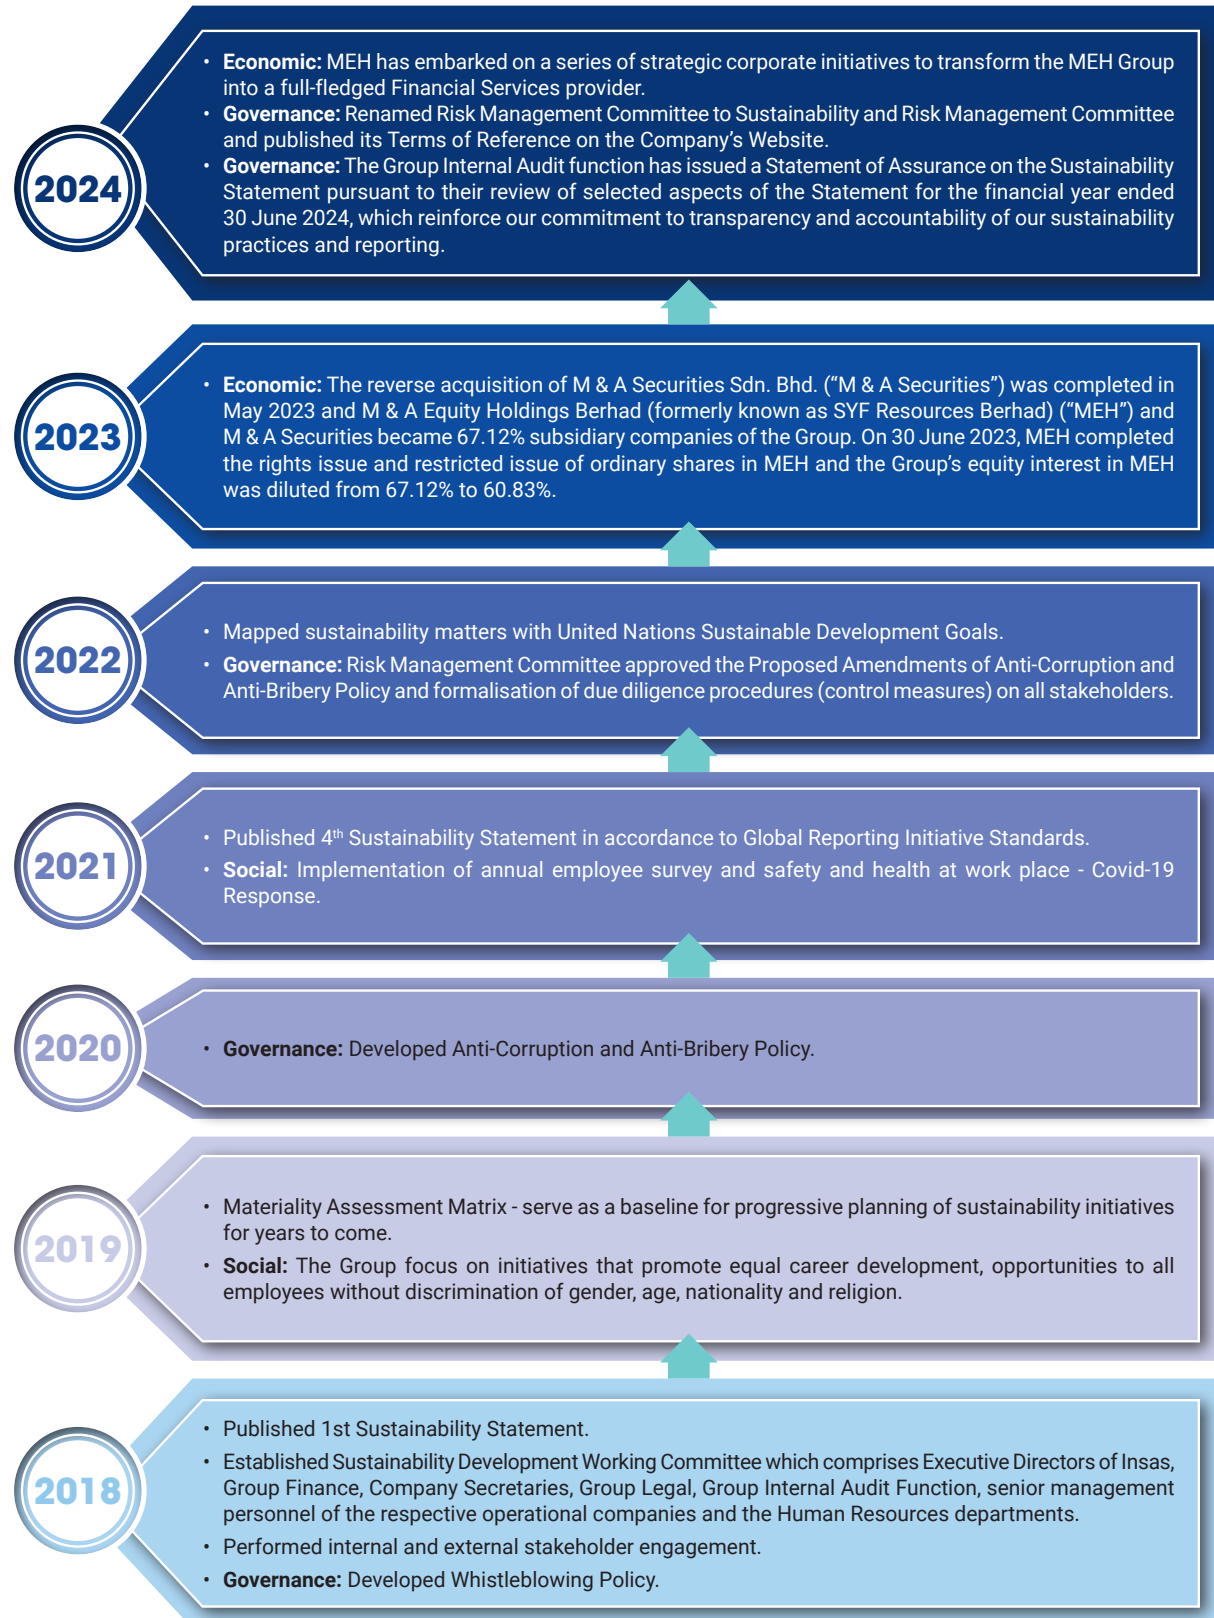 2024
• Economic: MEH has embarked on a series of strategic corporate initiatives to transform the MEH Group
into a full-fledged Financial Services provider.
• Governance: Renamed Risk Management Committee to Sustainability and Risk Management Committee
and published its Terms of Reference on the Company’s Website.
• Governance: The Group Internal Audit function has issued a Statement of Assurance on the Sustainability
Statement pursuant to their review of selected aspects of the Statement for the financial year ended
30 June 2024, which reinforce our commitment to transparency and accountability of our sustainability
practices and reporting.
2023
• Economic: The reverse acquisition of M & A Securities Sdn. Bhd. (“M & A Securities”) was completed in
May 2023 and M & A Equity Holdings Berhad (formerly known as SYF Resources Berhad) (“MEH”) and
M & A Securities became 67.12% subsidiary companies of the Group. On 30 June 2023, MEH completed
the rights issue and restricted issue of ordinary shares in MEH and the Group’s equity interest in MEH
was diluted from 67.12% to 60.83%.
2022
• Mapped sustainability matters with United Nations Sustainable Development Goals.
• Governance: Risk Management Committee approved the Proposed Amendments of Anti-Corruption and
Anti-Bribery Policy and formalisation of due diligence procedures (control measures) on all stakeholders.
2021
• Published 4th Sustainability Statement in accordance to Global Reporting Initiative Standards.
• Social: Implementation of annual employee survey and safety and health at work place - Covid-19
Response.
2020
• Governance: Developed Anti-Corruption and Anti-Bribery Policy.
2019
• Materiality Assessment Matrix - serve as a baseline for progressive planning of sustainability initiatives
for years to come.
• Social: The Group focus on initiatives that promote equal career development, opportunities to all
employees without discrimination of gender, age, nationality and religion.
2018
• Published 1st Sustainability Statement.
• Established Sustainability Development Working Committee which comprises Executive Directors of Insas,
Group Finance, Company Secretaries, Group Legal, Group Internal Audit Function, senior management
personnel of the respective operational companies and the Human Resources departments.
• Performed internal and external stakeholder engagement.
• Governance: Developed Whistleblowing Policy.